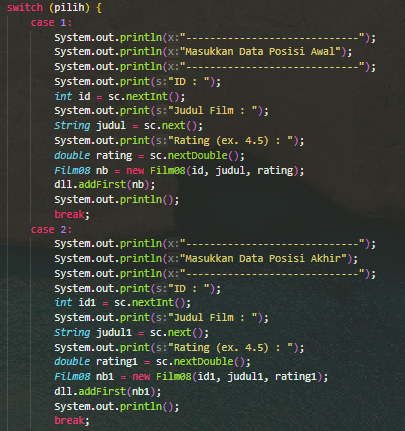 switch (pilih) {
case 1:
System.out.println(x:"-----------------------------");
System.out.println(x:"Masukkan Data Posisi Awal");
System.out.println(x:"-----------------------------");
System.out.print(s:"ID : ");
int id = sc.nextInt();
System.out.print(s:"Judul Film : ");
String judul = sc.next();
System.out.print(s:"Rating (ex. 4.5) : ");
double rating = sc.nextDouble();
Film08 nb = new Film08(id, judul, rating);
dll.addFirst(nb);
System.out.println();
break;
case 2:
System.out.println(x:"-----------------------------");
System.out.println(x:"Masukkan Data Posisi Akhir");
System.out.println(x:"-----------------------------");
System.out.print(s:"ID : ");
int id1 = sc.nextInt();
System.out.print(s:"Judul Film : ");
String judul1 = sc.next();
System.out.print(s:"Rating (ex. 4.5) : ");
double rating1 = sc.nextDouble();
Film08 nb1 = new Film08(id1, judul1, rating1);
dll.addFirst(nb1);
System.out.println();
break;